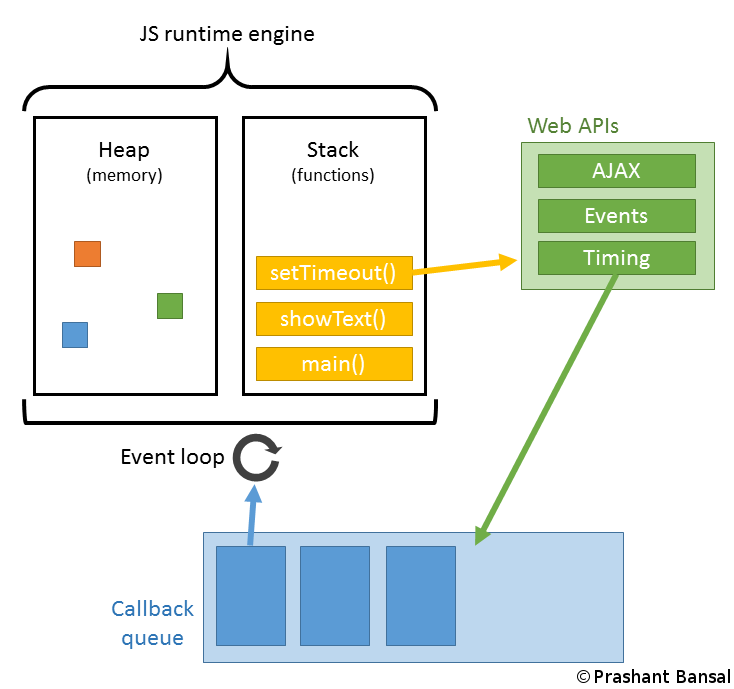 JS runtime engine
Heap
(memory)
Stack
(functions)
setTimeout()
showText()
main()
Web APIs
AJAX
Events
Timing
Event loop
Callback
queue
©Prashant Bansal